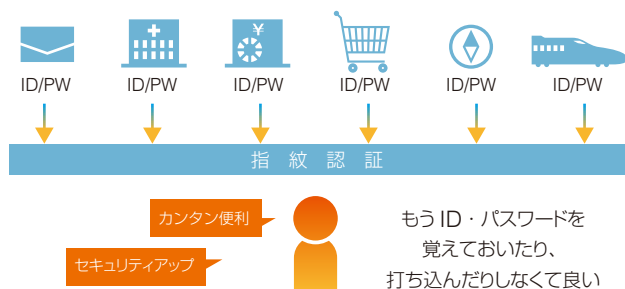 ¥
ID/PW ID/PW ID/PW ID/PW ID/PW ID/PW
指紋認証
カンタン便利
セキュリティアップ
もうID・パスワードを
覚えておいたり、
打ち込んだりしなくて良い